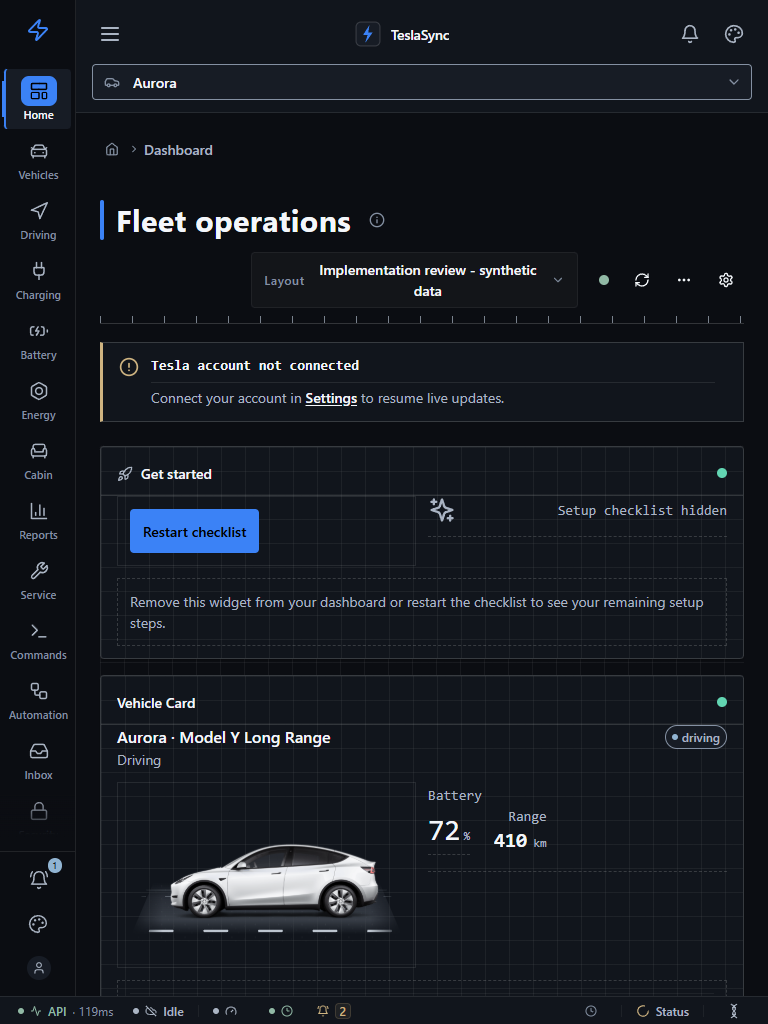 TeslaSync
Aurora
Home
Vehicles
Driving
Charging
Battery
Energy
Cabin
Reports
Service
Commands
Automation
Inbox
1
Dashboard
Fleet operations
Layout
Implementation review - synthetic
data
Tesla account not connected
Connect your account in Settings to resume live updates.
Get started
Restart checklist
Setup checklist hidden
Remove this widget from your dashboard or restart the checklist to see your remaining setup
steps.
Vehicle Card
Aurora · Model Y Long Range
driving
Driving
Battery
72 %
Range
410 km
API · 119ms
Idle
2
Status